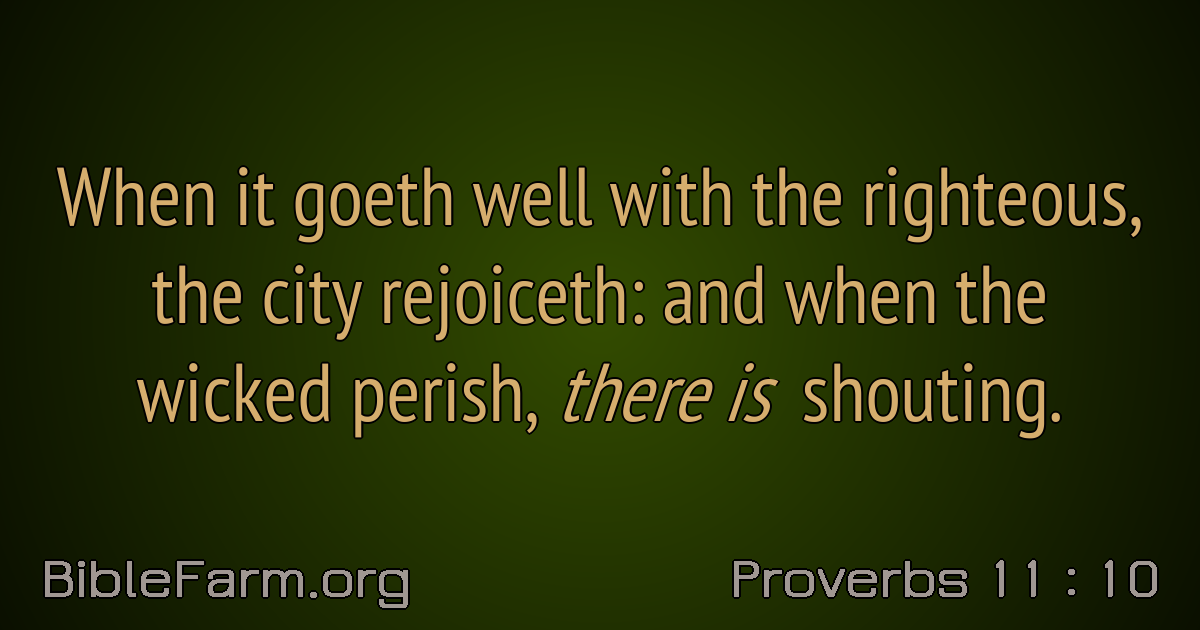 When it goeth well with the righteous,
the city rejoiceth: and when the
wicked perish, there is shouting.
BibleFarm.org
Proverbs 11 : 10